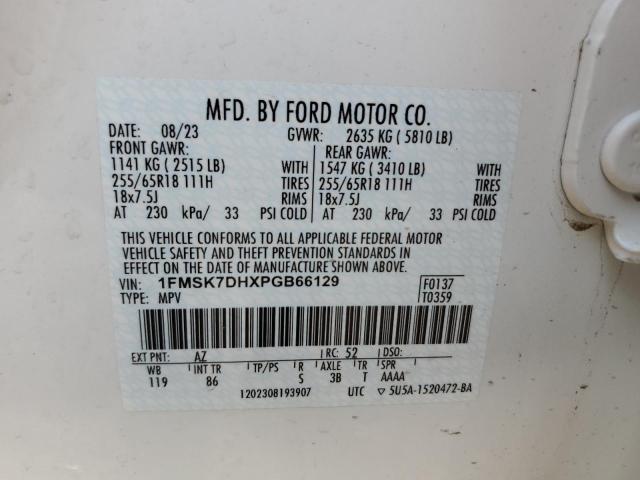 MFD. BY FORD MOTOR CO.
DATE: 08/23 GVWR: 2635 KG ( 5810 LB)
FRONT GAWR: REAR GAWR:
1141 KG ( 2515 LB) WITH 1547 KG ( 3410 LB) WITH
255/65R18 111H TIRES 255/65R18 111H TIRES
18x7.5J RIMS 18x7.5J RIMS
AT 230 kPa/ 33 PSI COLD AT 230 kPa/ 33 PSI COLD
THIS VEHICLE CONFORMS TO ALL APPLICABLE FEDERAL MOTOR
VEHICLE SAFETY AND THEFT PREVENTION STANDARDS IN
EFFECT ON THE DATE OF MANUFACTURE SHOWN ABOVE.
VIN: 1FMSK7DHXPGB66129 F0137
TYPE: MPV T0359
EXT PNT: AZ RC: 52 DSO:
WB INT TR TP/PS R AXLE TR SPR
119 86 S 3B T AAAA
1202308193907 UTC ▽ 5U5A-1520472-BA